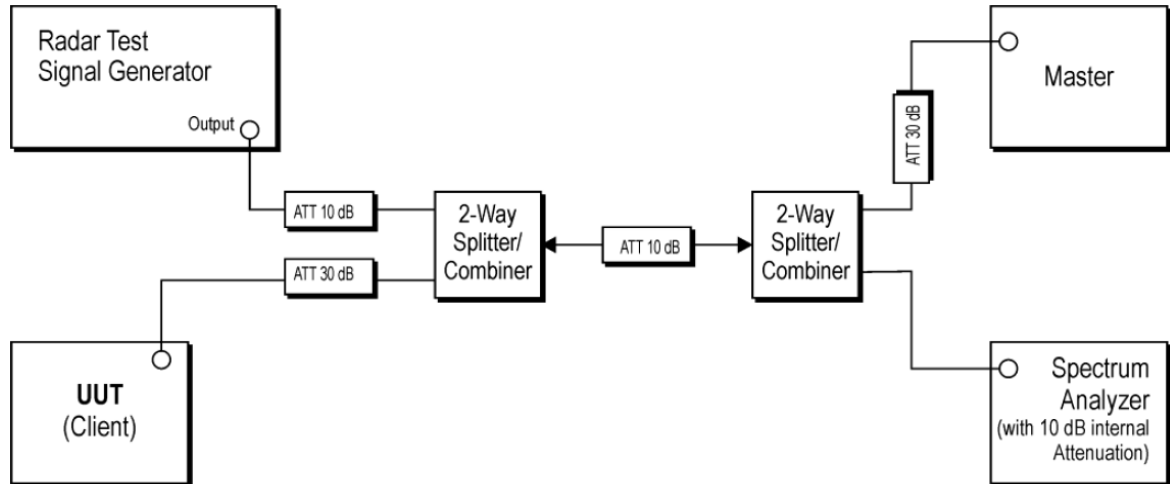 Radar Test
Signal Generator
Output
ATT 10 dB
ATT 30 dB
UUT
(Client)
2-Way
Splitter/
Combiner
ATT 10 dB
2-Way
Splitter/
Combiner
ATT 30 dB
Master
Spectrum
Analyzer
(with 10 dB internal
Attenuation)